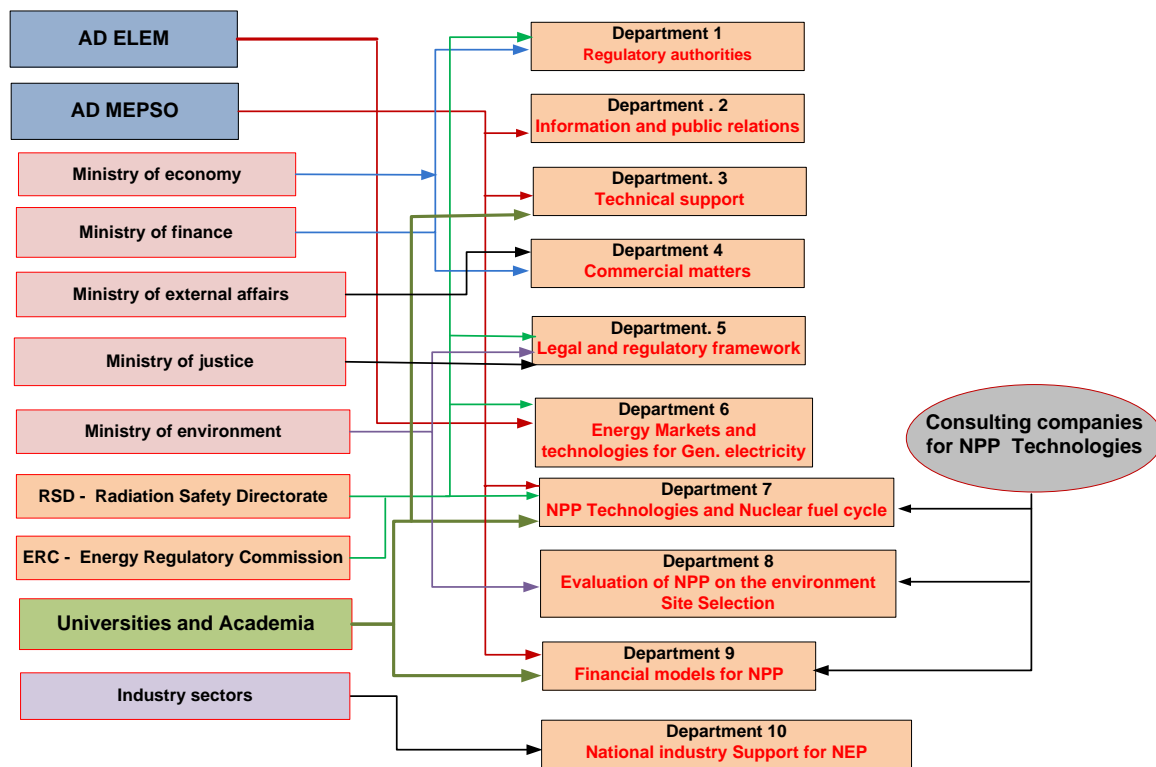 AD ELEM
AD MEPSO
Ministry of economy
Ministry of finance
Ministry of external affairs
Ministry of justice
Ministry of environment
RSD - Radiation Safety Directorate
ERC - Energy Regulatory Commission
Universities and Academia
Industry sectors
Department 1
Regulatory authorities
Department . 2
Information and public relations
Department. 3
Technical support
Department 4
Commercial matters
Department. 5
Legal and regulatory framework
Department 6
Energy Markets and
technologies for Gen. electricity
Department 7
NPP Technologies and Nuclear fuel cycle
Department 8
Evaluation of NPP on the environment
Site Selection
Department 9
Financial models for NPP
Department 10
National industry Support for NEP
Consulting companies
for NPP Technologies